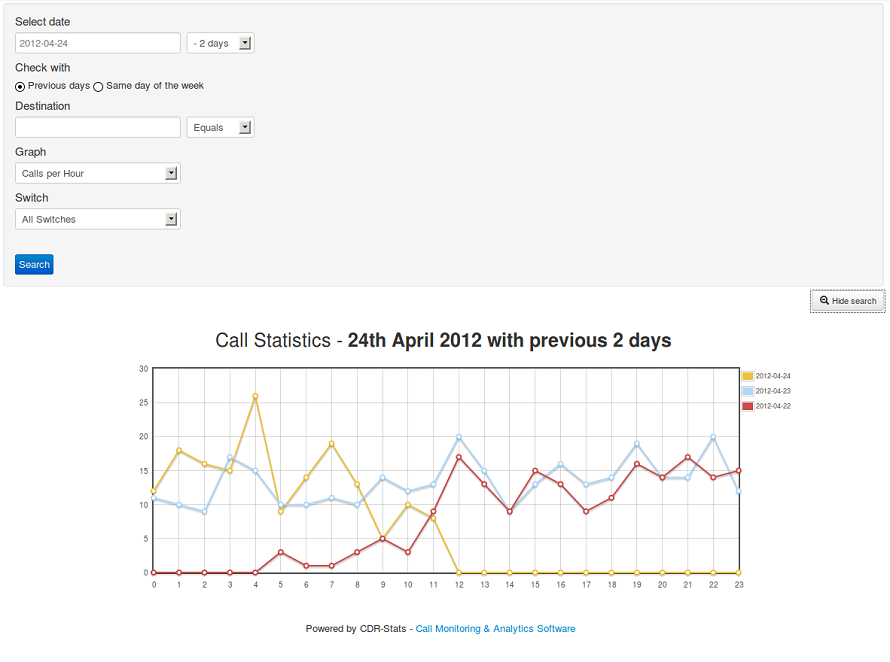 Select date
2012-04-24 - 2 days
Check with
Previous days Same day of the week
Destination
Equals
Graph
Calls per Hour
Switch
All Switches
Search
Hide search
Call Statistics - 24th April 2012 with previous 2 days
30
25
20
15
10
5
0
0 1 2 3 4 5 6 7 8 9 10 11 12 13 14 15 16 17 18 19 20 21 22 23
2012-04-24
2012-04-23
2012-04-22
Powered by CDR-Stats - Call Monitoring & Analytics Software